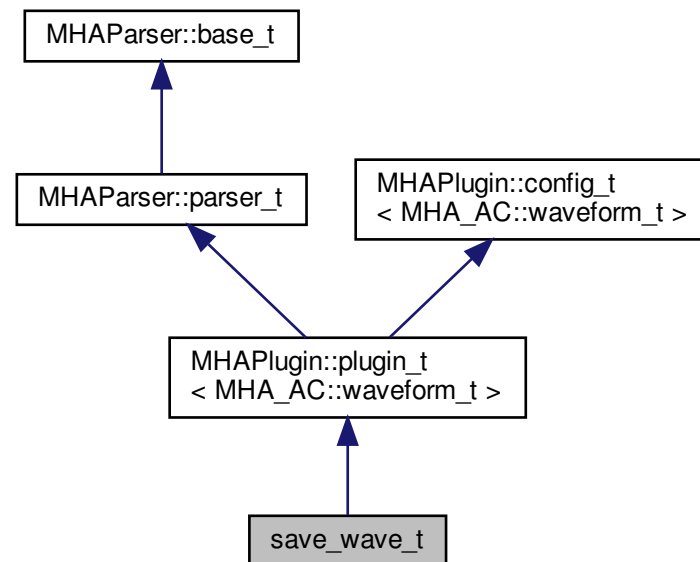 MHAParser::base_t
MHAParser::parser_t
MHAPlugin::config_t
< MHA_AC::waveform_t >
MHAPlugin::plugin_t
< MHA_AC::waveform_t >
save_wave_t